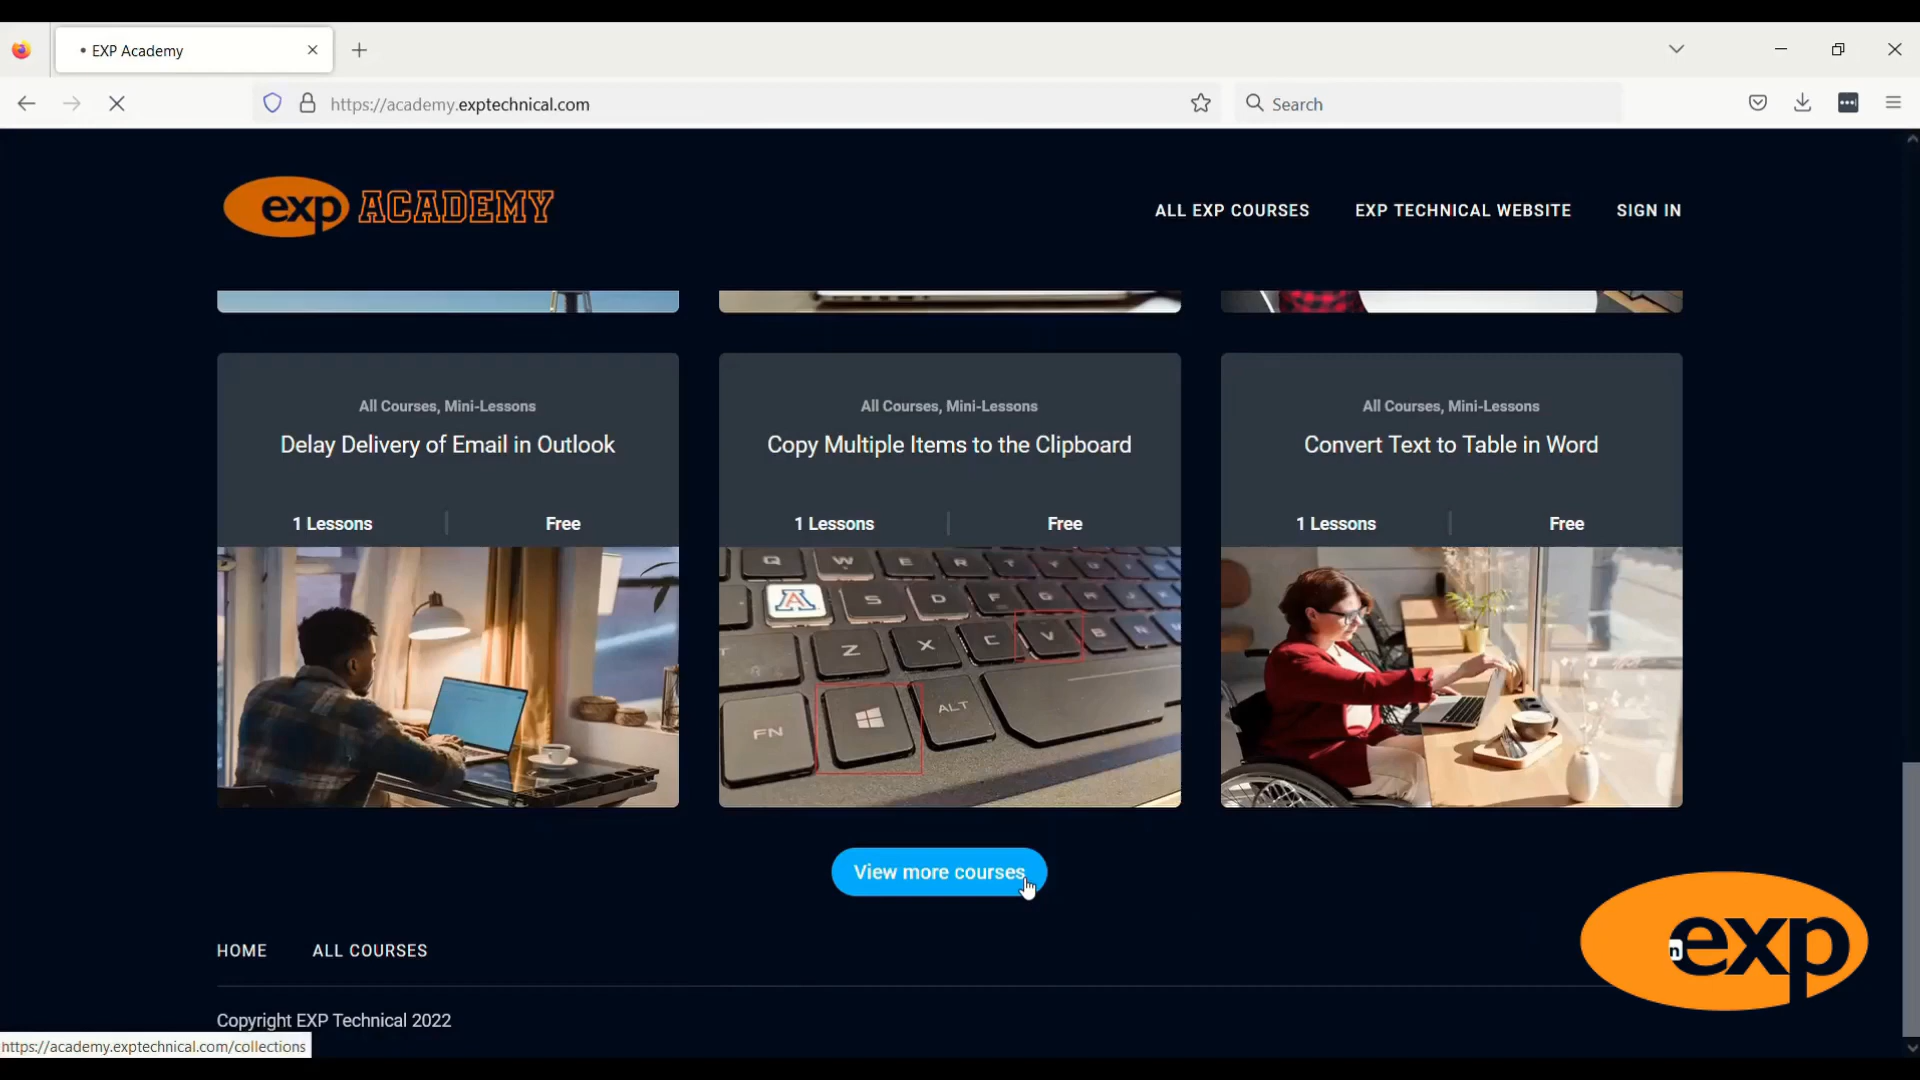 EXP Academy
https://academy.exptechnical.com
Search
exp ACADEMY
ALL EXP COURSES
EXP TECHNICAL WEBSITE
SIGN IN
All Courses, Mini-Lessons
Delay Delivery of Email in Outlook
1 Lessons
Free
All Courses, Mini-Lessons
Copy Multiple Items to the Clipboard
1 Lessons
Free
All Courses, Mini-Lessons
Convert Text to Table in Word
1 Lessons
Free
Q W E R T Y
A S D F G H
Z X C V B N
FN ALT
View more courses
HOME
ALL COURSES
exp
Copyright EXP Technical 2022
https://academy.exptechnical.com/collections